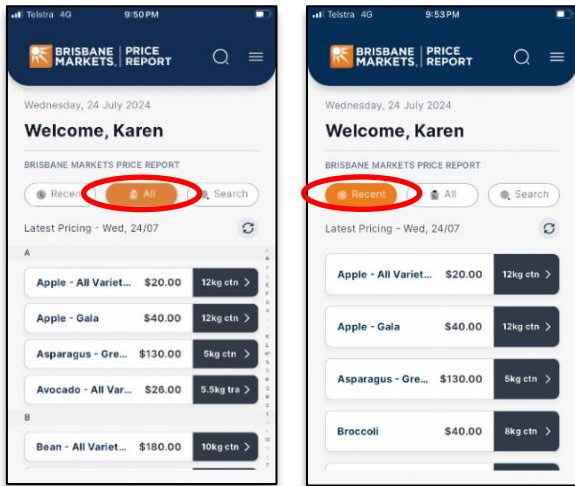 Telstra 4G 9:50 PM
BRISBANE MARKETS. PRICE REPORT
Wednesday, 24 July 2024
Welcome, Karen
BRISBANE MARKETS PRICE REPORT
Recent All Search
Latest Pricing - Wed, 24/07
A
Apple - All Variet... $20.00 12kg ctn >
Apple - Gala $40.00 12kg ctn >
Asparagus - Gre... $130.00 5kg ctn >
Avocado - All Var... $26.00 5.5kg tra >
B
Bean - All Variet... $180.00 10kg ctn >
Telstra 4G 9:53 PM
BRISBANE MARKETS. PRICE REPORT
Wednesday, 24 July 2024
Welcome, Karen
BRISBANE MARKETS PRICE REPORT
Recent All Search
Latest Pricing - Wed, 24/07
Apple - All Variet... $20.00 12kg ctn >
Apple - Gala $40.00 12kg ctn >
Asparagus - Gre... $130.00 5kg ctn >
Broccoli $40.00 8kg ctn >